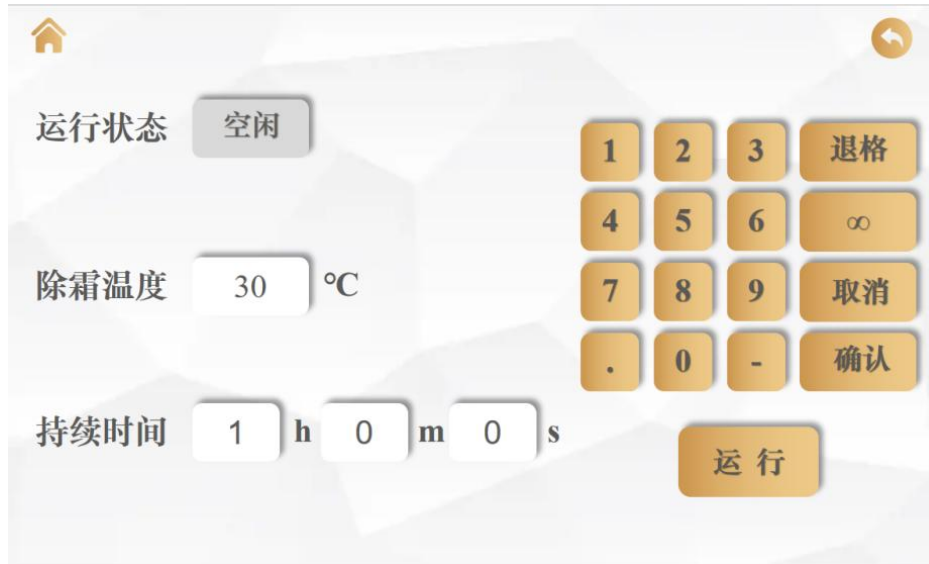 运行状态 空闲
除霜温度 30 ℃
持续时间 1 h 0 m 0 s
1 2 3 退格
4 5 6 ∞
7 8 9 取消
. 0 - 确认
运 行